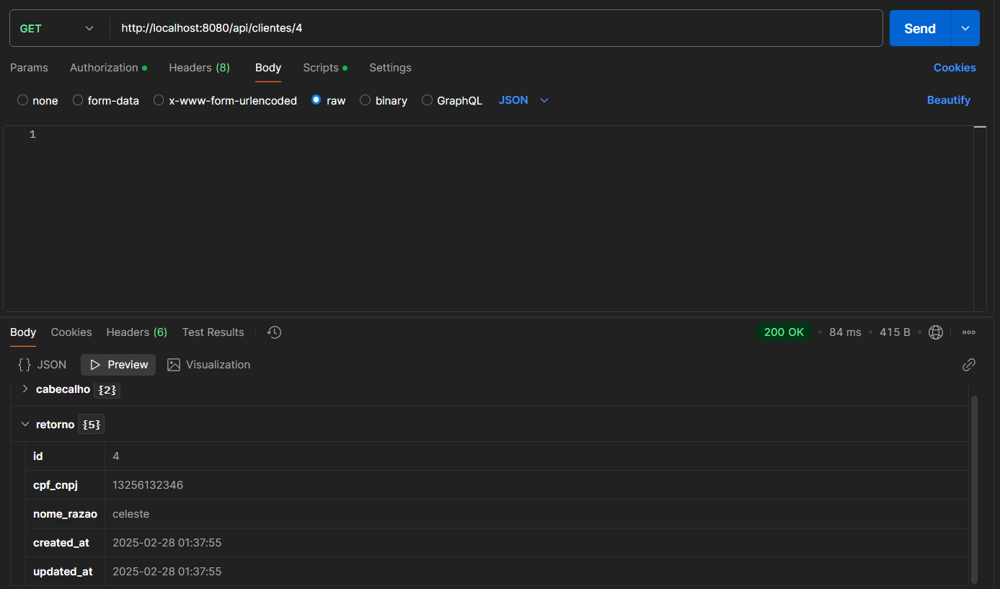 GET http://localhost:8080/api/clientes/4 Send
Params Authorization Headers (8) Body Scripts Settings Cookies
none form-data x-www-form-urlencoded raw binary GraphQL JSON Beautify
1
Body Cookies Headers (6) Test Results 200 OK • 84 ms • 415 B
{} JSON Preview Visualization
cabecalho {2}
retorno {5}
id 4
cpf_cnpj 13256132346
nome_razao celeste
created_at 2025-02-28 01:37:55
updated_at 2025-02-28 01:37:55